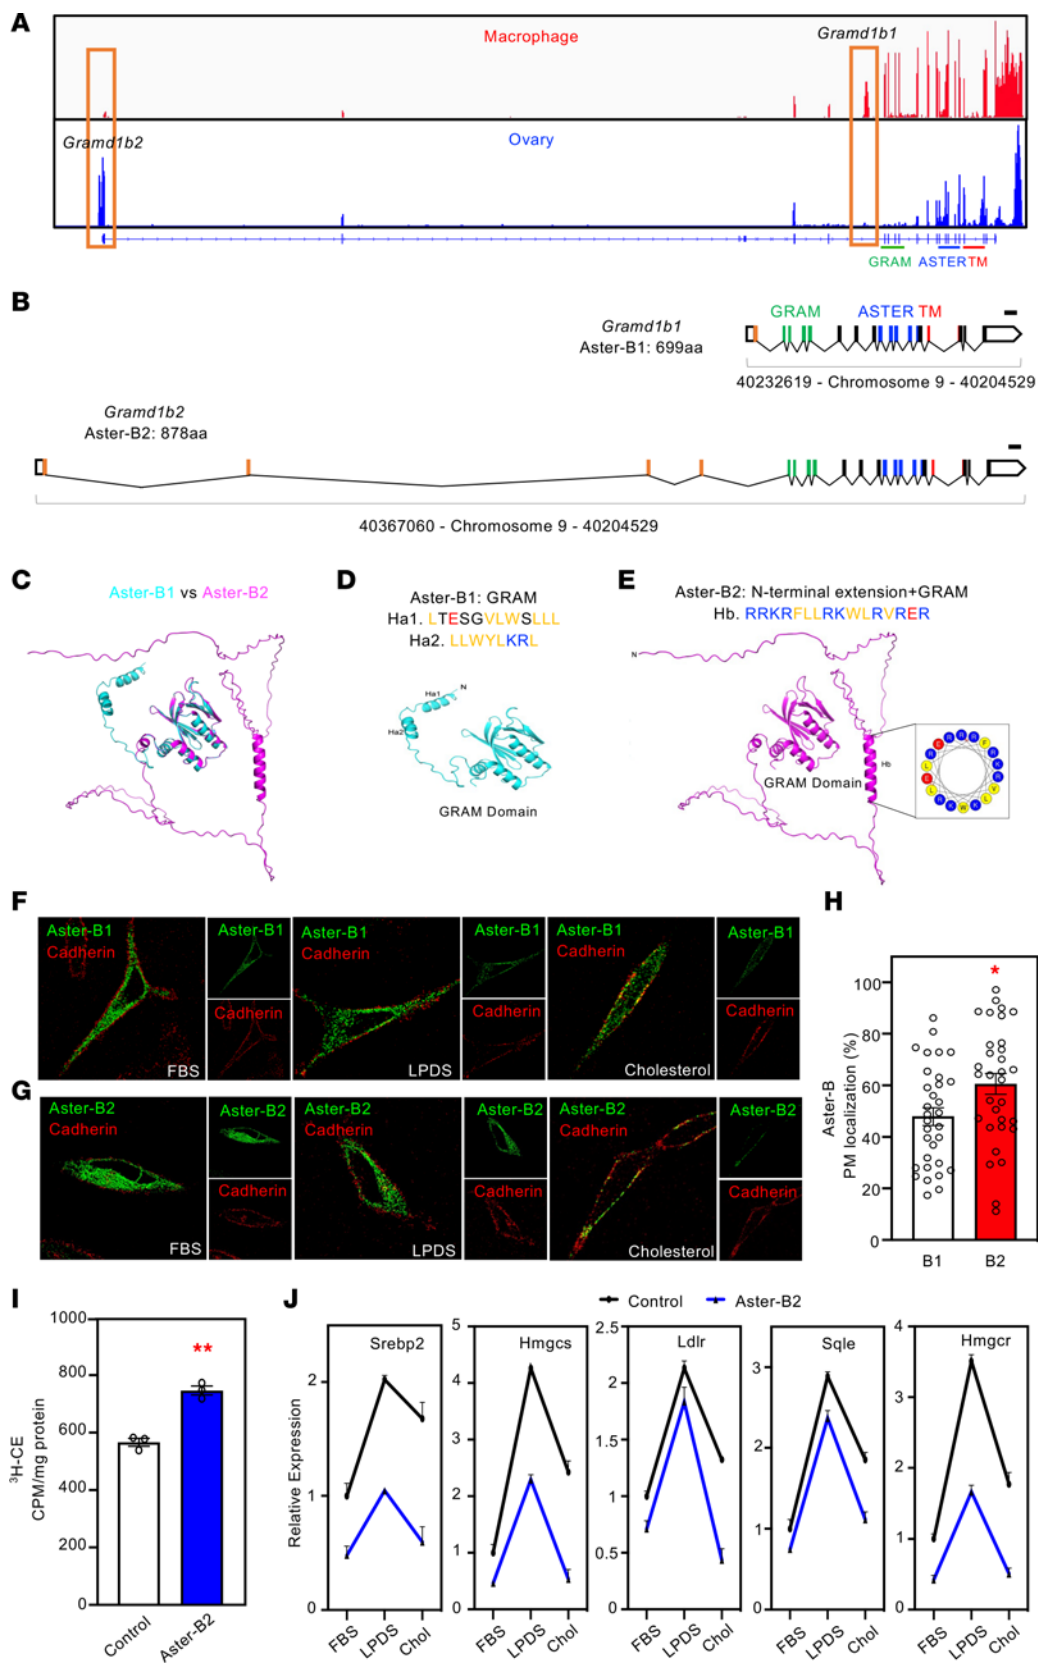 A
Macrophage
Gramd1b1
Gramd1b2
Ovary
GRAM ASTER TM
B
GRAM ASTER TM
Gramd1b1
Aster-B1: 699aa
40232619 - Chromosome 9 - 40204529
Gramd1b2
Aster-B2: 878aa
40367060 - Chromosome 9 - 40204529
C
Aster-B1 vs Aster-B2
D
Aster-B1: GRAM
Ha1. LTESGVLWSLLL
Ha2. LLWYLKRL
Ha1
N
Ha2
GRAM Domain
E
Aster-B2: N-terminal extension+GRAM
Hb. RRKRFLLRKWLRVRER
N
Hb
GRAM Domain
F
Aster-B1
Cadherin
FBS
Aster-B1
Cadherin
Aster-B1
Cadherin
LPDS
Aster-B1
Cadherin
Aster-B1
Cadherin
Cholesterol
Aster-B1
Cadherin
G
Aster-B2
Cadherin
FBS
Aster-B2
Cadherin
Aster-B2
Cadherin
LPDS
Aster-B2
Cadherin
Aster-B2
Cadherin
Cholesterol
Aster-B2
Cadherin
H
Aster-B
PM localization (%)
100
80
60
40
20
0
*
B1
B2
I
³H-CE
CPM/mg protein
1000
800
600
400
200
0
**
Control
Aster-B2
J
Control
Aster-B2
Relative Expression
Srebp2
2
1
0
FBS
LPDS
Chol
Hmgcs
5
4
3
2
1
0
FBS
LPDS
Chol
Ldlr
2.5
2
1.5
1
0.5
0
FBS
LPDS
Chol
Sqle
3
2
1
0
FBS
LPDS
Chol
Hmgcr
4
3
2
1
0
FBS
LPDS
Chol